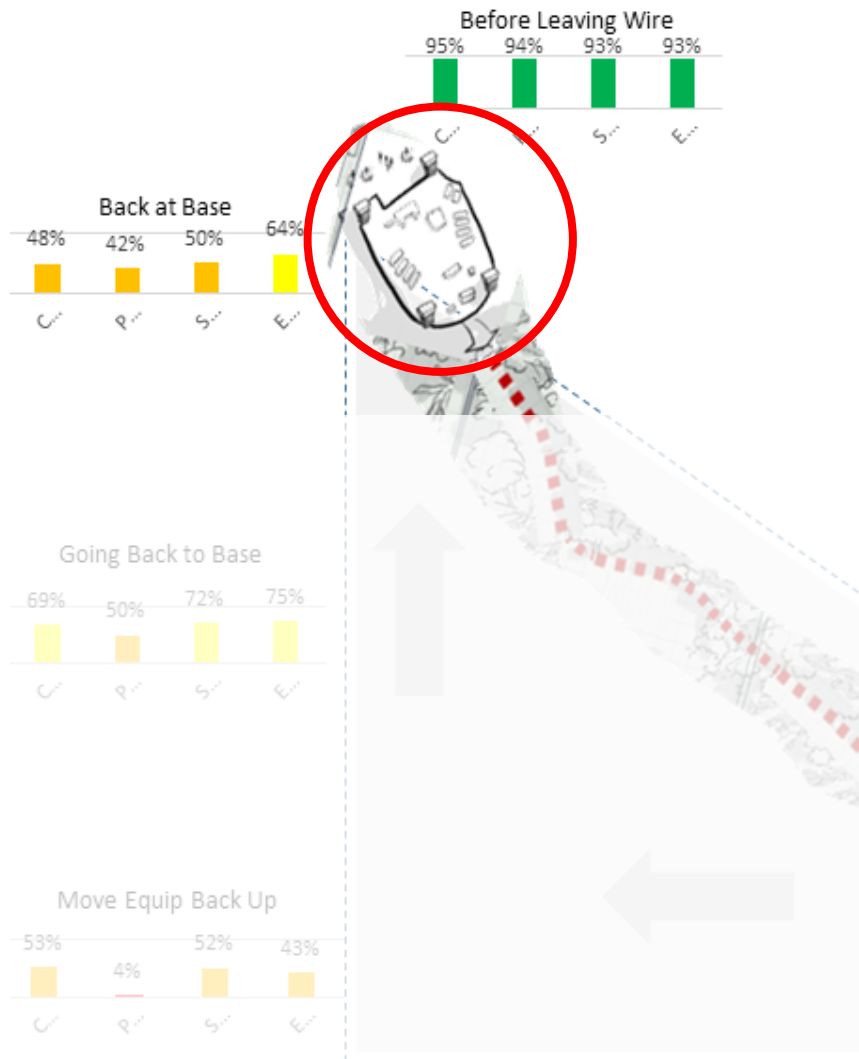 Before Leaving Wire
95% 94% 93% 93%
C... P... S... E...
Back at Base
48% 42% 50% 64%
C... P... S... E...
Going Back to Base
69% 50% 72% 75%
C... P... S... E...
Move Equip Back Up
53% 4% 52% 43%
C... P... S... E...